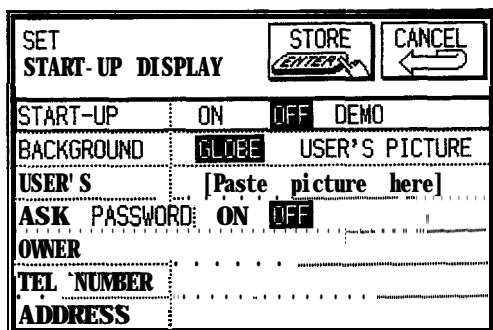 SET
START-UP DISPLAY
STORE
ENTER
CANCEL
START-UP ON OFF DEMO
BACKGROUND GLOBE USER'S PICTURE
USER'S [Paste picture here]
ASK PASSWORD ON OFF
OWNER
TEL NUMBER
ADDRESS